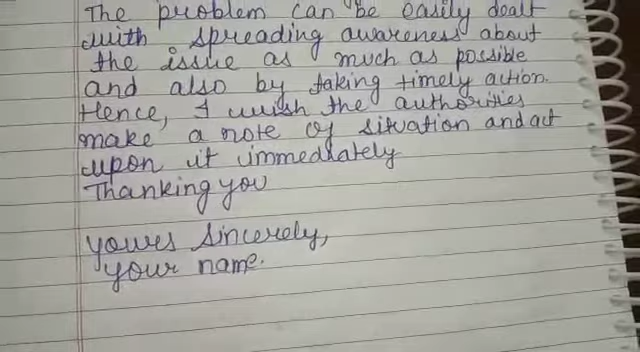 The problem can be easily dealt
with spreading awareness about
the issue as much as possible
and also by taking timely action.
Hence, I wish the authorities
make a note of situation and act
upon it immediately
Thanking you
yours sincerely,
your name.